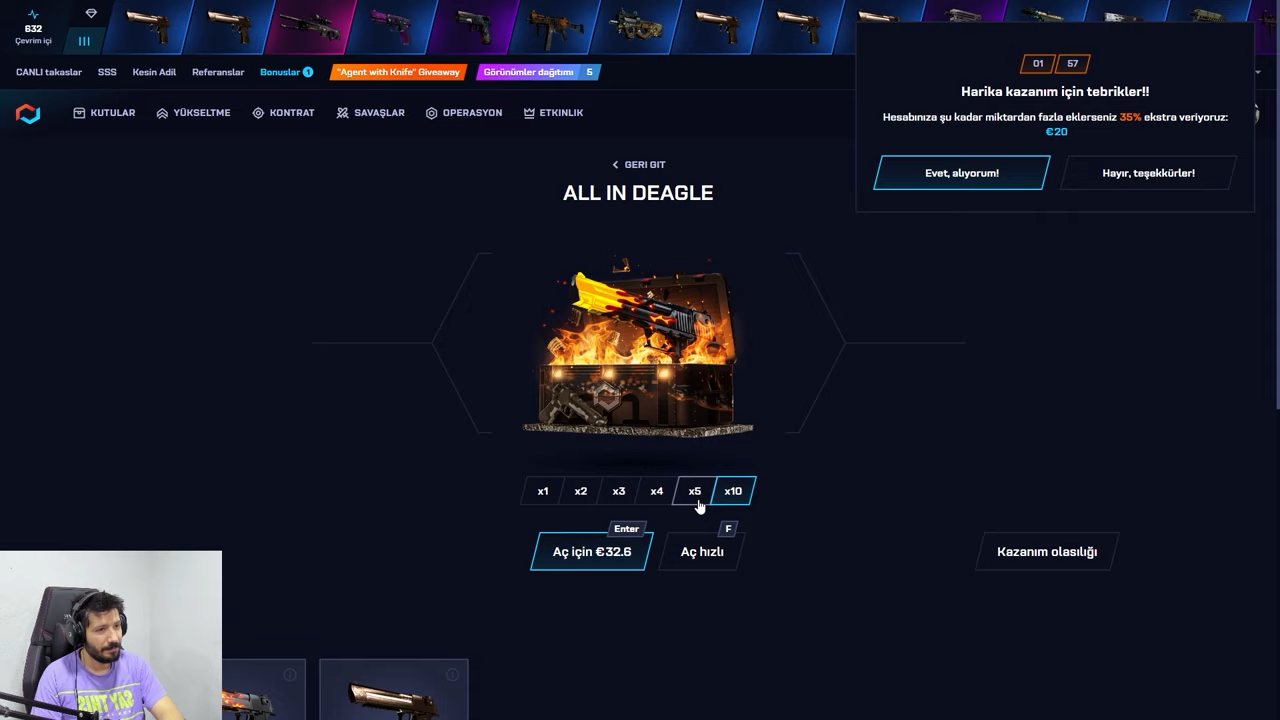 632
Çevrim içi
CANLI takaslar
SSS
Kesin Adil
Referanslar
Bonuslar 1
"Agent with Knife" Giveaway
Görünümler dağıtımı 5
KUTULAR
YÜKSELTME
KONTRAT
SAVAŞLAR
OPERASYON
ETKINLIK
01 57
Harika kazanım için tebrikler!!
Hesabınıza şu kadar miktardan fazla eklerseniz 35% ekstra veriyoruz:
€20
Evet, alıyorum!
Hayır, teşekkürler!
GERI GIT
ALL IN DEAGLE
x1
x2
x3
x4
x5
x10
Enter
F
Aç için €32.6
Aç hızlı
Kazanım olasılığı